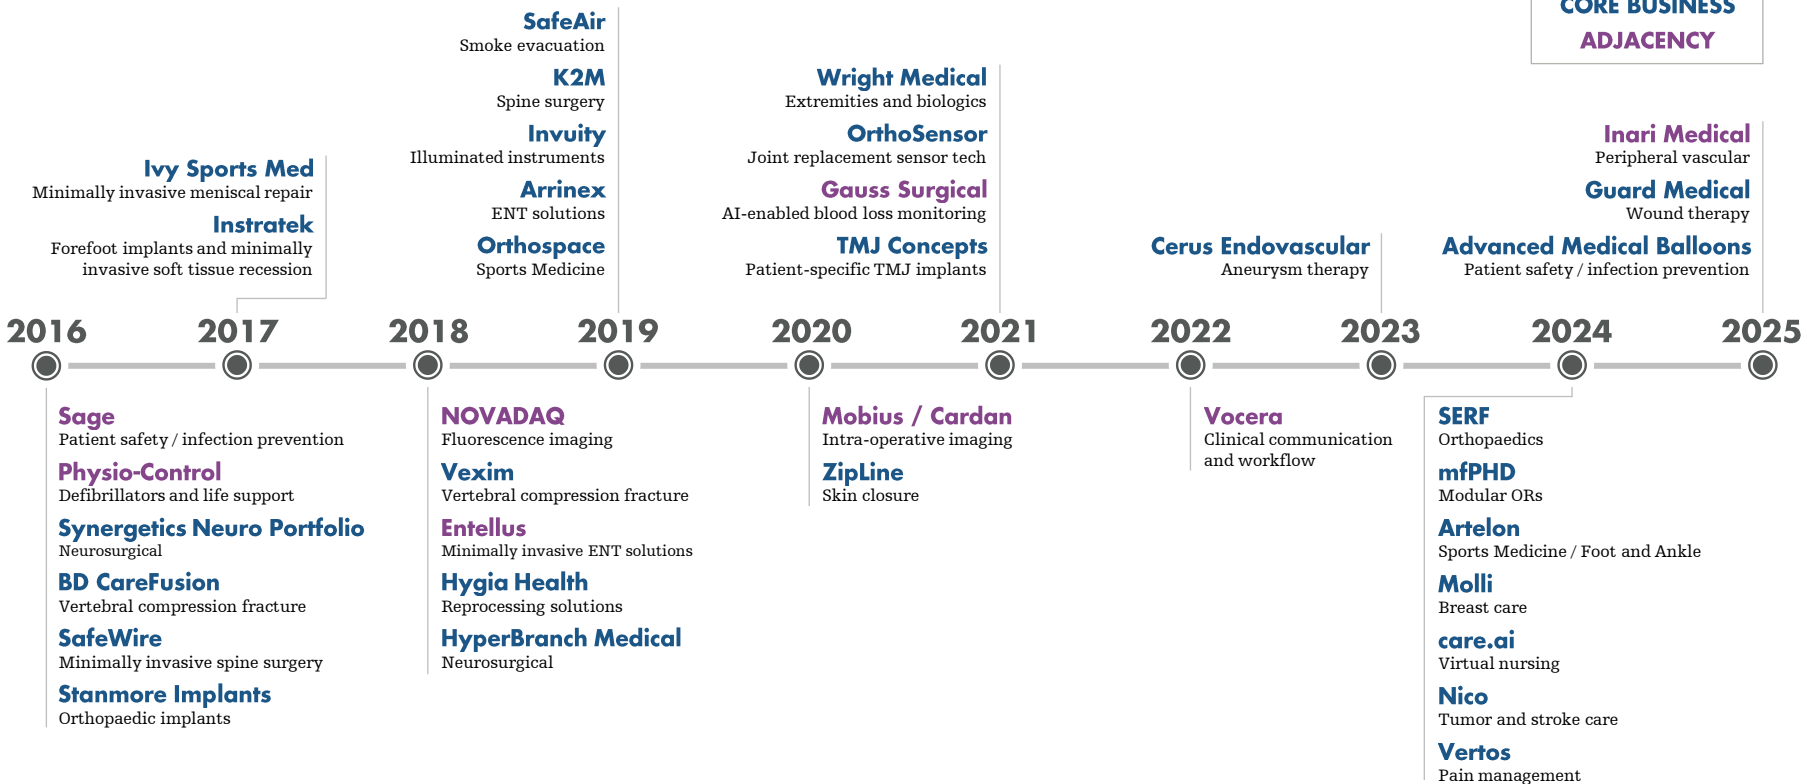 CORE BUSINESS
ADJACENCY
Ivy Sports Med
Minimally invasive meniscal repair
Instratek
Forefoot implants and minimally
invasive soft tissue recession
SafeAir
Smoke evacuation
K2M
Spine surgery
Invuity
Illuminated instruments
Arrinex
ENT solutions
Orthospace
Sports Medicine
Wright Medical
Extremities and biologics
OrthoSensor
Joint replacement sensor tech
Gauss Surgical
AI-enabled blood loss monitoring
TMJ Concepts
Patient-specific TMJ implants
Cerus Endovascular
Aneurysm therapy
Inari Medical
Peripheral vascular
Guard Medical
Wound therapy
Advanced Medical Balloons
Patient safety / infection prevention
2016 2017 2018 2019 2020 2021 2022 2023 2024 2025
Sage
Patient safety / infection prevention
Physio-Control
Defibrillators and life support
Synergetics Neuro Portfolio
Neurosurgical
BD CareFusion
Vertebral compression fracture
SafeWire
Minimally invasive spine surgery
Stanmore Implants
Orthopaedic implants
NOVADAQ
Fluorescence imaging
Vexim
Vertebral compression fracture
Entellus
Minimally invasive ENT solutions
Hygia Health
Reprocessing solutions
HyperBranch Medical
Neurosurgical
Mobius / Cardan
Intra-operative imaging
ZipLine
Skin closure
Vocera
Clinical communication
and workflow
SERF
Orthopaedics
mfPHD
Modular ORs
Artelon
Sports Medicine / Foot and Ankle
Molli
Breast care
care.ai
Virtual nursing
Nico
Tumor and stroke care
Vertos
Pain management